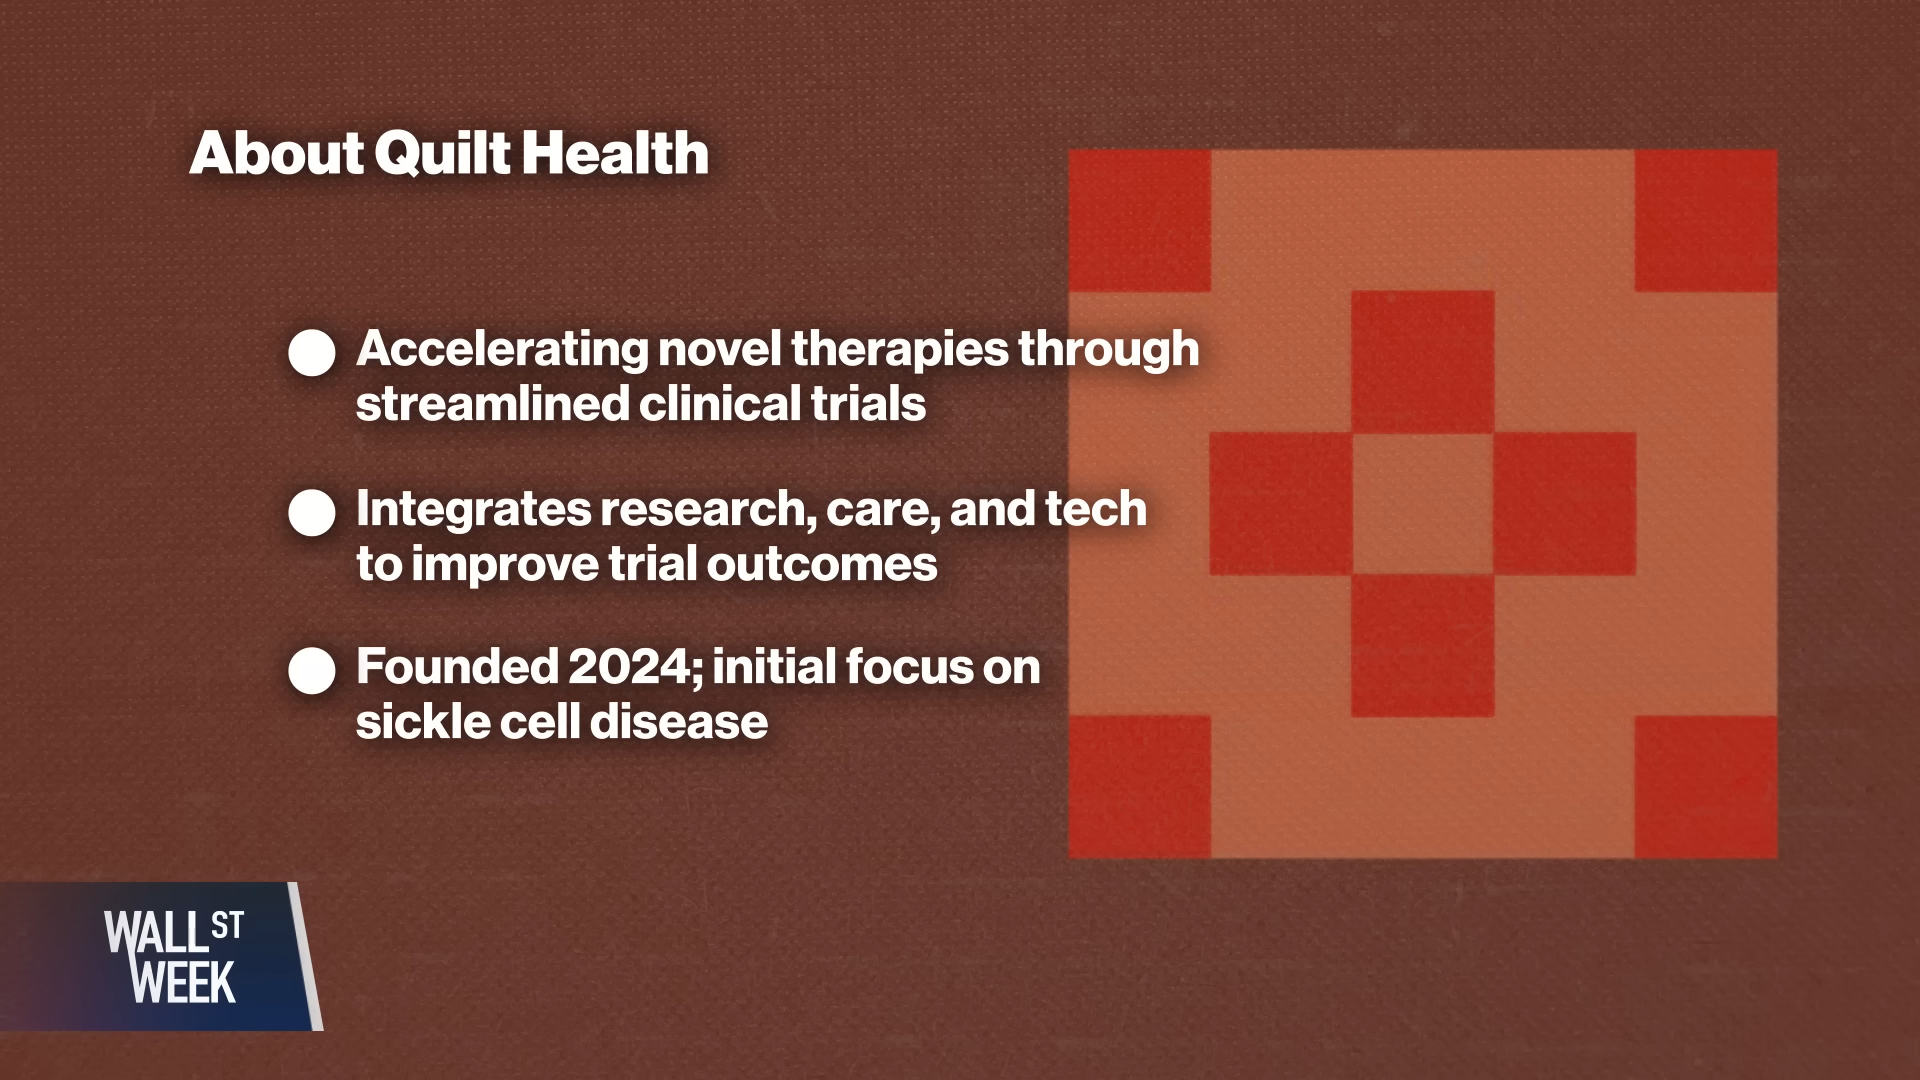 About Quilt Health
Accelerating novel therapies through
streamlined clinical trials
Integrates research, care, and tech
to improve trial outcomes
Founded 2024; initial focus on
sickle cell disease
WALL ST
WEEK